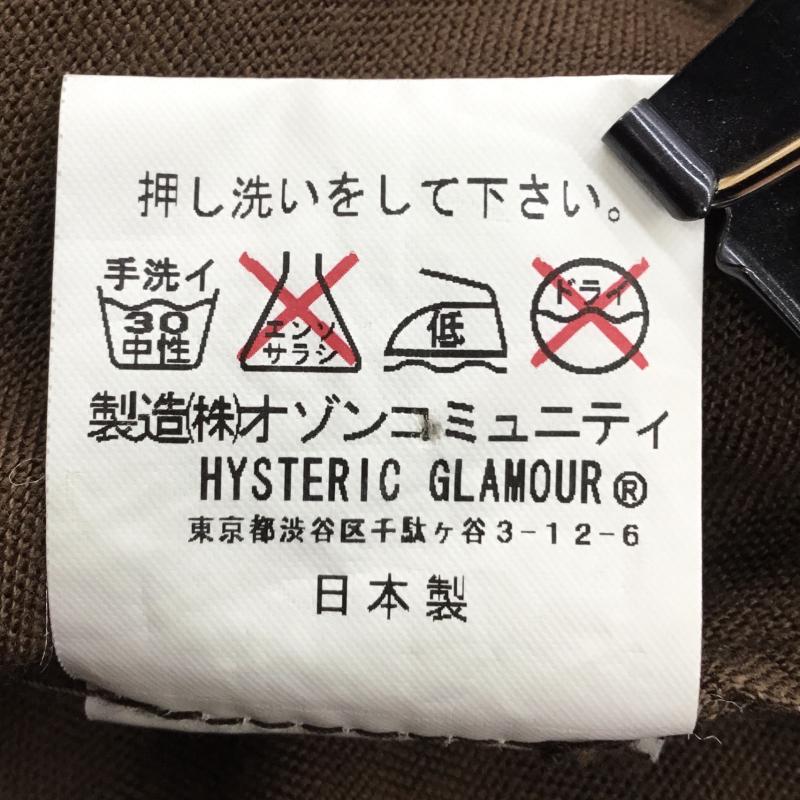 押し洗いをして下さい。
手洗イ
30
中性
エンソ
サラシ
低
ドライ
製造㈱オゾンコミュニティ
HYSTERIC GLAMOUR®
東京都渋谷区千駄ヶ谷3-12-6
日本製